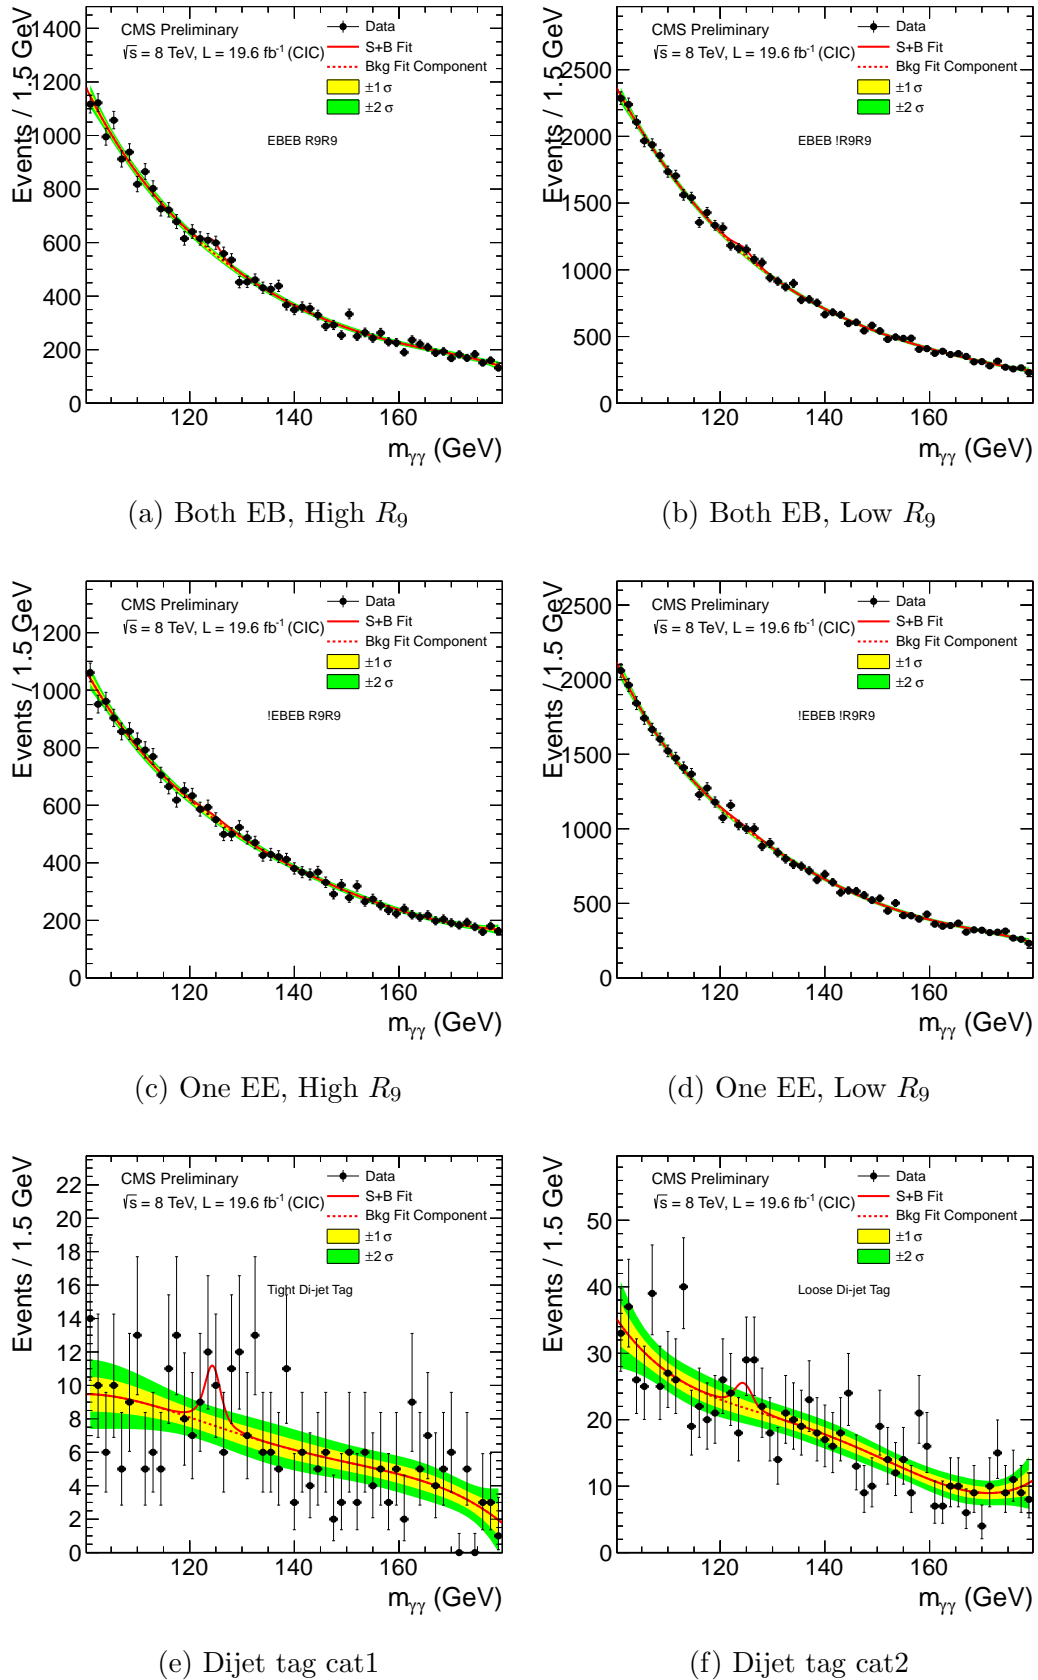 Events / 1.5 GeV
1400
1200
1000
800
600
400
200
0
CMS Preliminary
√s = 8 TeV, L = 19.6 fb⁻¹ (CIC)
Data
S+B Fit
Bkg Fit Component
±1 σ
±2 σ
EBEB R9R9
120 140 160
mγγ (GeV)
(a) Both EB, High R9
Events / 1.5 GeV
2500
2000
1500
1000
500
0
CMS Preliminary
√s = 8 TeV, L = 19.6 fb⁻¹ (CIC)
Data
S+B Fit
Bkg Fit Component
±1 σ
±2 σ
EBEB !R9R9
120 140 160
mγγ (GeV)
(b) Both EB, Low R9
Events / 1.5 GeV
1200
1000
800
600
400
200
0
CMS Preliminary
√s = 8 TeV, L = 19.6 fb⁻¹ (CIC)
Data
S+B Fit
Bkg Fit Component
±1 σ
±2 σ
!EBEB R9R9
120 140 160
mγγ (GeV)
(c) One EE, High R9
Events / 1.5 GeV
2500
2000
1500
1000
500
0
CMS Preliminary
√s = 8 TeV, L = 19.6 fb⁻¹ (CIC)
Data
S+B Fit
Bkg Fit Component
±1 σ
±2 σ
!EBEB !R9R9
120 140 160
mγγ (GeV)
(d) One EE, Low R9
Events / 1.5 GeV
22
20
18
16
14
12
10
8
6
4
2
0
CMS Preliminary
√s = 8 TeV, L = 19.6 fb⁻¹ (CIC)
Data
S+B Fit
Bkg Fit Component
±1 σ
±2 σ
Tight Di-jet Tag
120 140 160
mγγ (GeV)
(e) Dijet tag cat1
Events / 1.5 GeV
50
40
30
20
10
0
CMS Preliminary
√s = 8 TeV, L = 19.6 fb⁻¹ (CIC)
Data
S+B Fit
Bkg Fit Component
±1 σ
±2 σ
Loose Di-jet Tag
120 140 160
mγγ (GeV)
(f) Dijet tag cat2